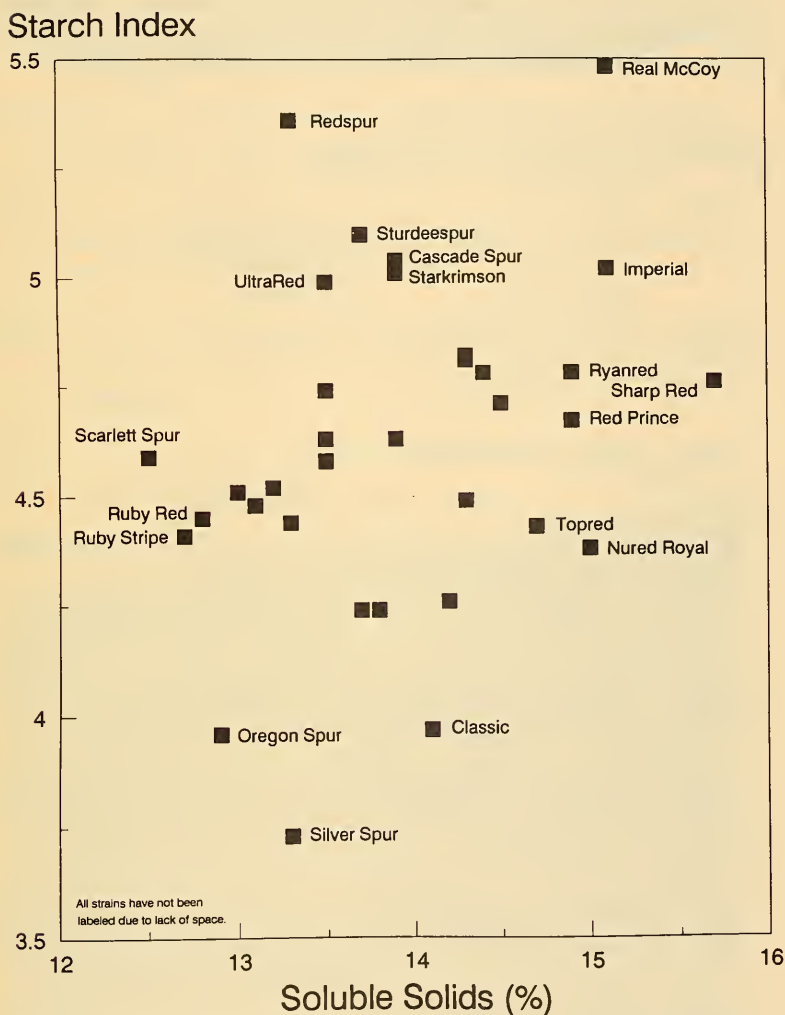 Starch Index
5.5
Real McCoy
Redspur
Sturdeespur
Cascade Spur
Starkrimson
Imperial
UltraRed
5
Ryanred
Sharp Red
Red Prince
Scarlett Spur
4.5
Ruby Red
Ruby Stripe
Topred
Nured Royal
4
Oregon Spur
Classic
Silver Spur
All strains have not been
labeled due to lack of space.
3.5
12 13 14 15 16
Soluble Solids (%)